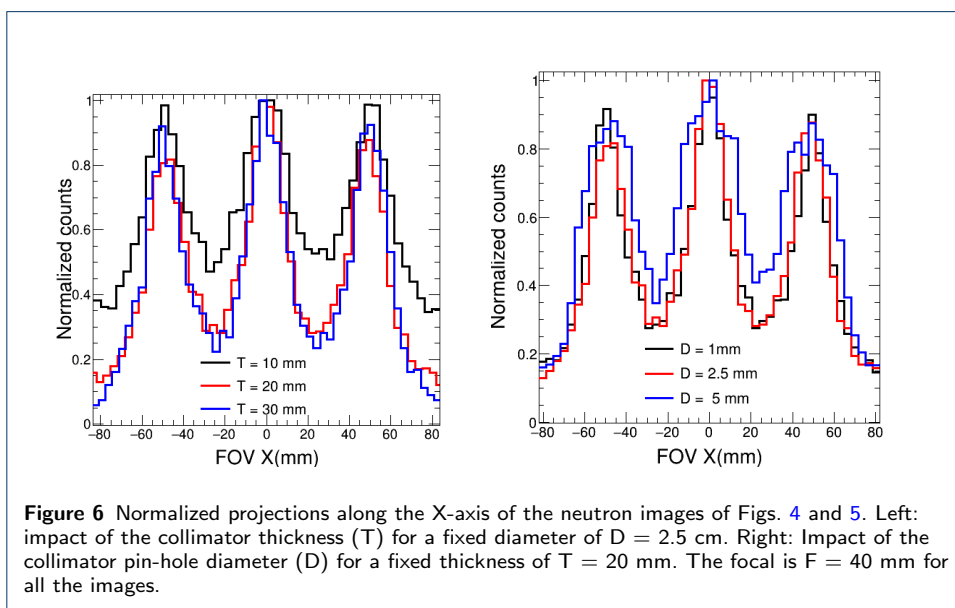 1
0.8
0.6
0.4
0.2
0
Normalized counts
T = 10 mm
T = 20 mm
T = 30 mm
−80 −60 −40 −20 0 20 40 60 80
FOV X(mm)
1
0.8
0.6
0.4
0.2
0
Normalized counts
D = 1mm
D = 2.5 mm
D = 5 mm
−80 −60 −40 −20 0 20 40 60 80
FOV X(mm)
Figure 6 Normalized projections along the X-axis of the neutron images of Figs. 4 and 5. Left:
impact of the collimator thickness (T) for a fixed diameter of D = 2.5 cm. Right: Impact of the
collimator pin-hole diameter (D) for a fixed thickness of T = 20 mm. The focal is F = 40 mm for
all the images.